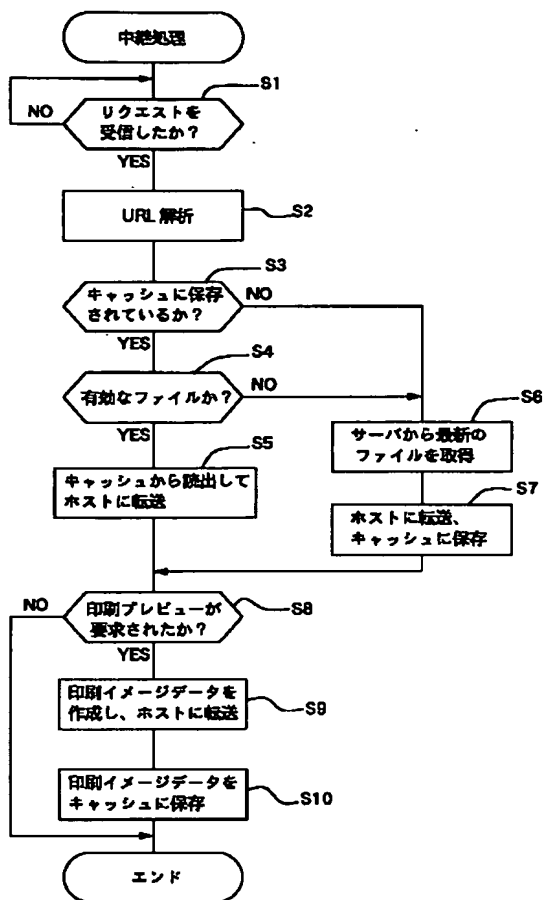 中継処理
S1
NO
リクエストを
受信したか?
YES
URL解析
S2
S3
キャッシュに保存
されているか?
NO
YES
S4
有効なファイルか?
NO
YES
S5
キャッシュから読出して
ホストに転送
S6
サーバから最新の
ファイルを取得
S7
ホストに転送、
キャッシュに保存
NO
印刷プレビューが
要求されたか?
S8
YES
印刷イメージデータを
作成し、ホストに転送
S9
印刷イメージデータを
キャッシュに保存
S10
エンド